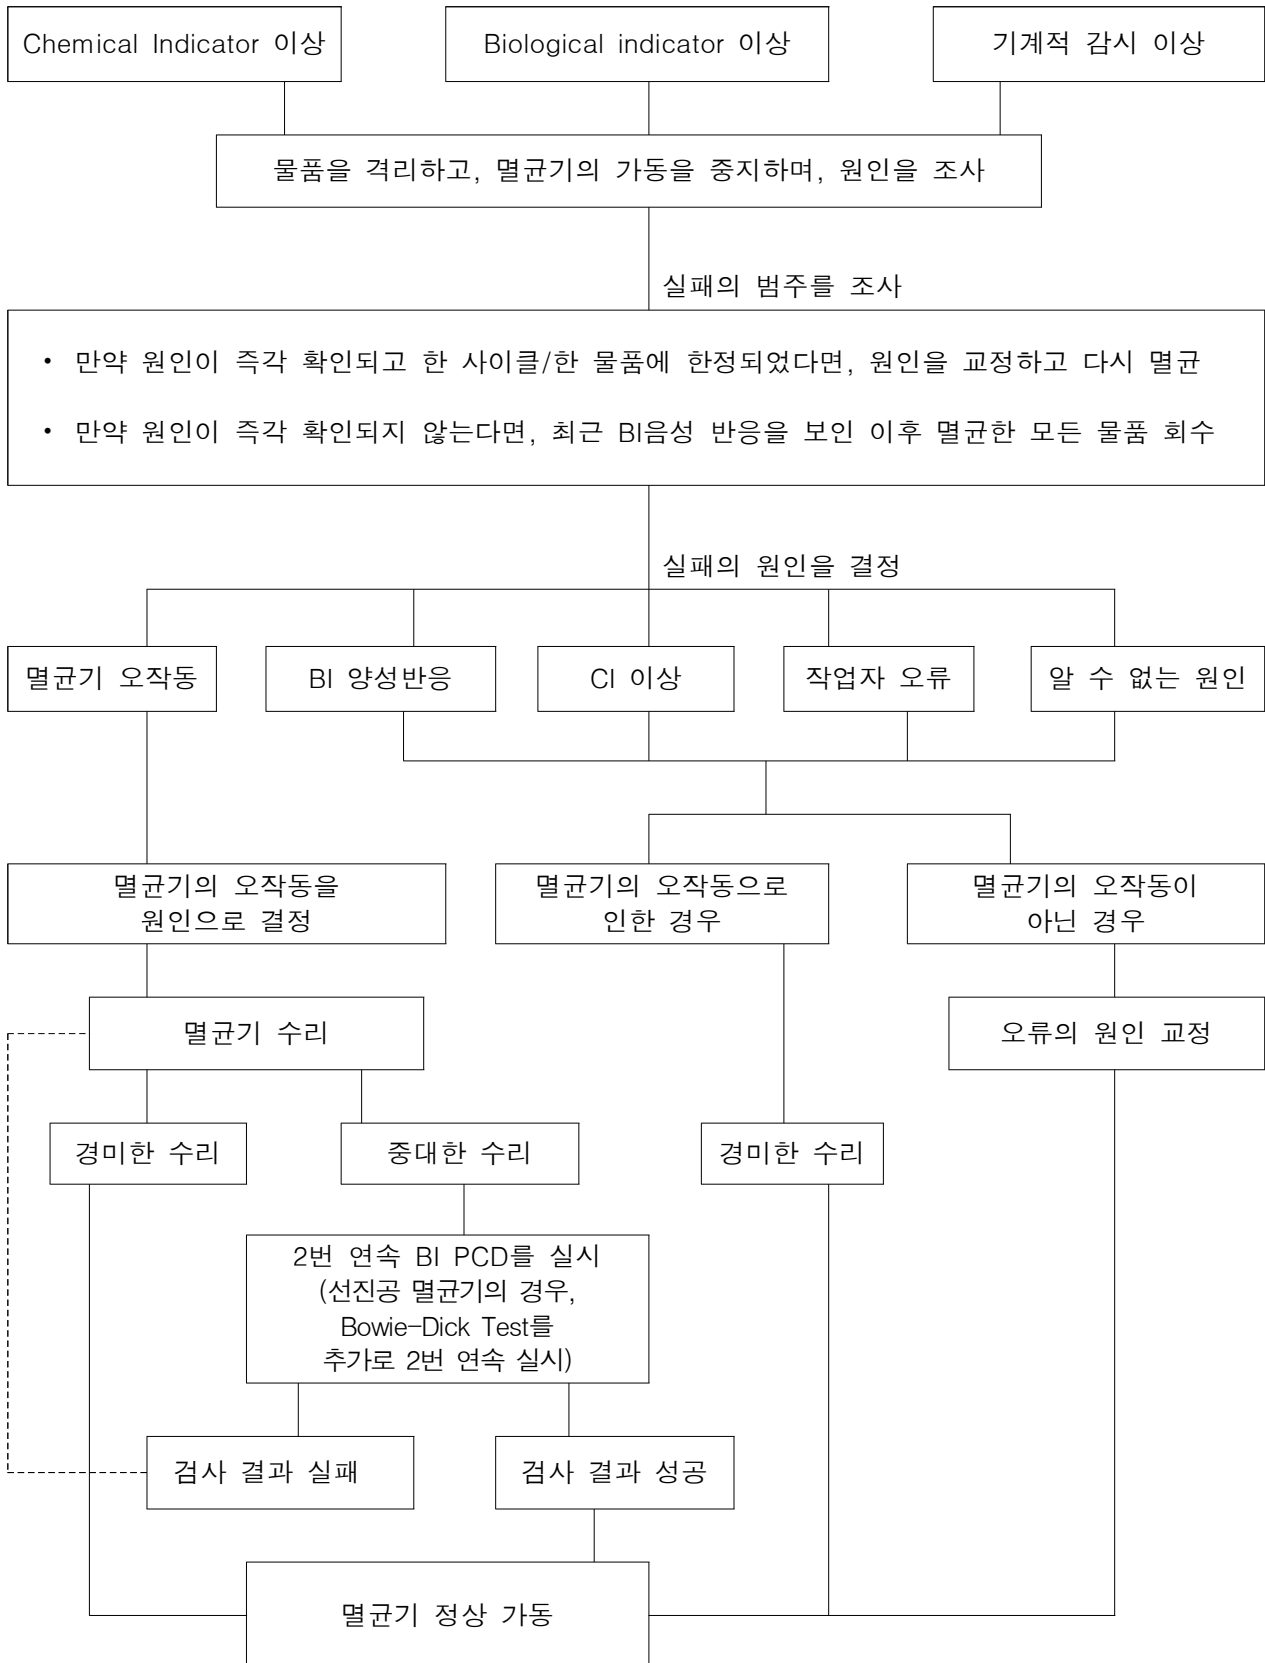 Chemical Indicator 이상
Biological indicator 이상
기계적 감시 이상
물품을 격리하고, 멸균기의 가동을 중지하며, 원인을 조사
실패의 범주를 조사
• 만약 원인이 즉각 확인되고 한 사이클/한 물품에 한정되었다면, 원인을 교정하고 다시 멸균
• 만약 원인이 즉각 확인되지 않는다면, 최근 BI음성 반응을 보인 이후 멸균한 모든 물품 회수
실패의 원인을 결정
멸균기 오작동
BI 양성반응
CI 이상
작업자 오류
알 수 없는 원인
멸균기의 오작동을
원인으로 결정
멸균기의 오작동으로
인한 경우
멸균기의 오작동이
아닌 경우
멸균기 수리
오류의 원인 교정
경미한 수리
중대한 수리
경미한 수리
2번 연속 BI PCD를 실시
(선진공 멸균기의 경우,
Bowie-Dick Test를
추가로 2번 연속 실시)
검사 결과 실패
검사 결과 성공
멸균기 정상 가동